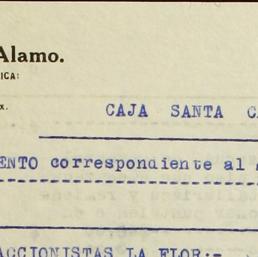 Alamo.
ICA:
x.
CAJA SANTA
ENTO correspondiente al
ACCIONISTAS LA FLOR:-